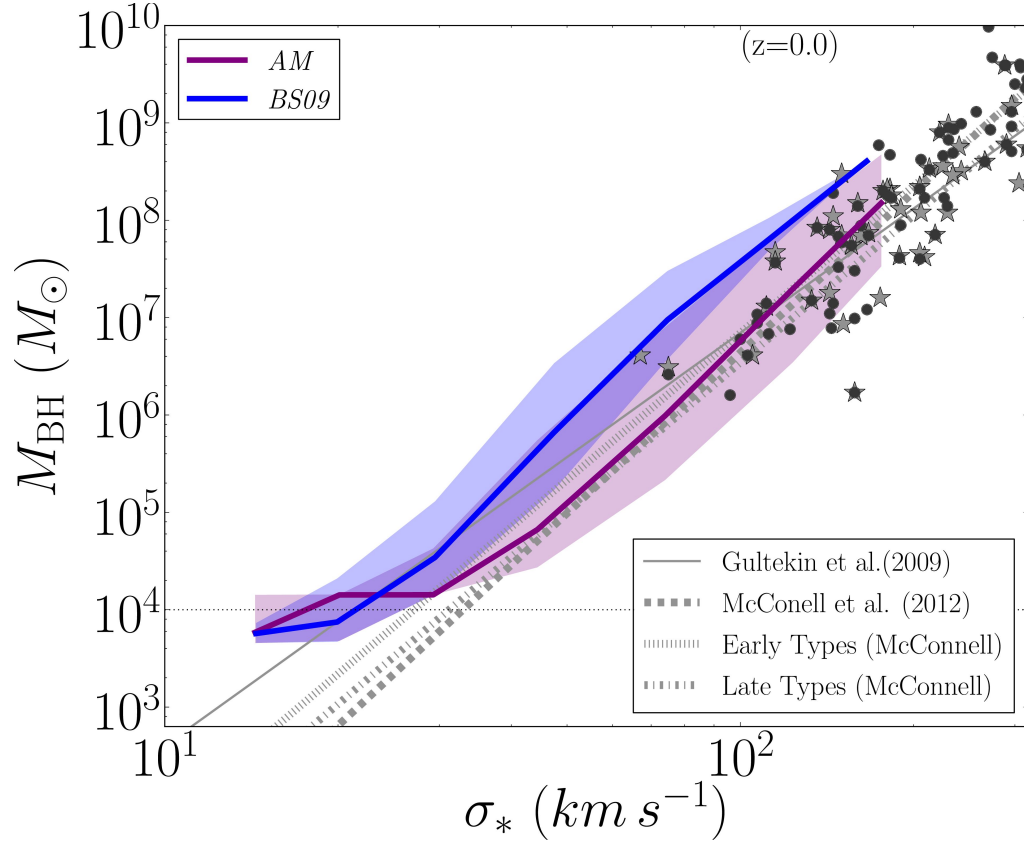 10^10
10^9
10^8
10^7
10^6
10^5
10^4
10^3
M_BH (M_⊙)
AM
BS09
(z=0.0)
Gultekin et al.(2009)
McConell et al. (2012)
Early Types (McConnell)
Late Types (McConnell)
10^1 10^2
σ_* (km s^−1)